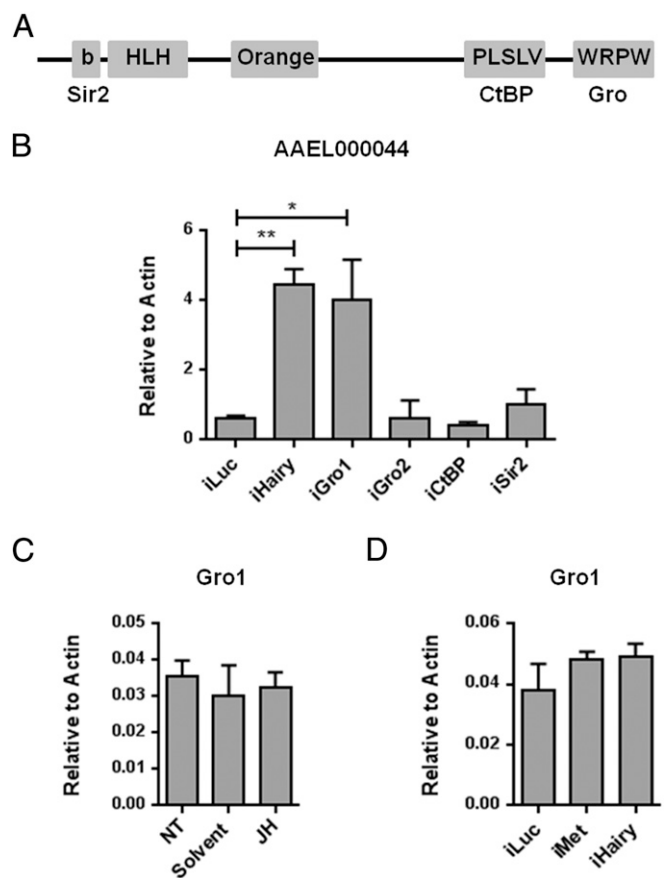 A
b HLH Orange PLSLV WRPW
Sir2 CtBP Gro
B
AAEL000044
Relative to Actin
6
4
2
0
*
**
iLuc iHairy iGro1 iGro2 iCtBP iSir2
C
Gro1
Relative to Actin
0.05
0.04
0.03
0.02
0.01
0.00
NT Solvent JH
D
Gro1
Relative to Actin
0.06
0.04
0.02
0.00
iLuc iMet iHairy